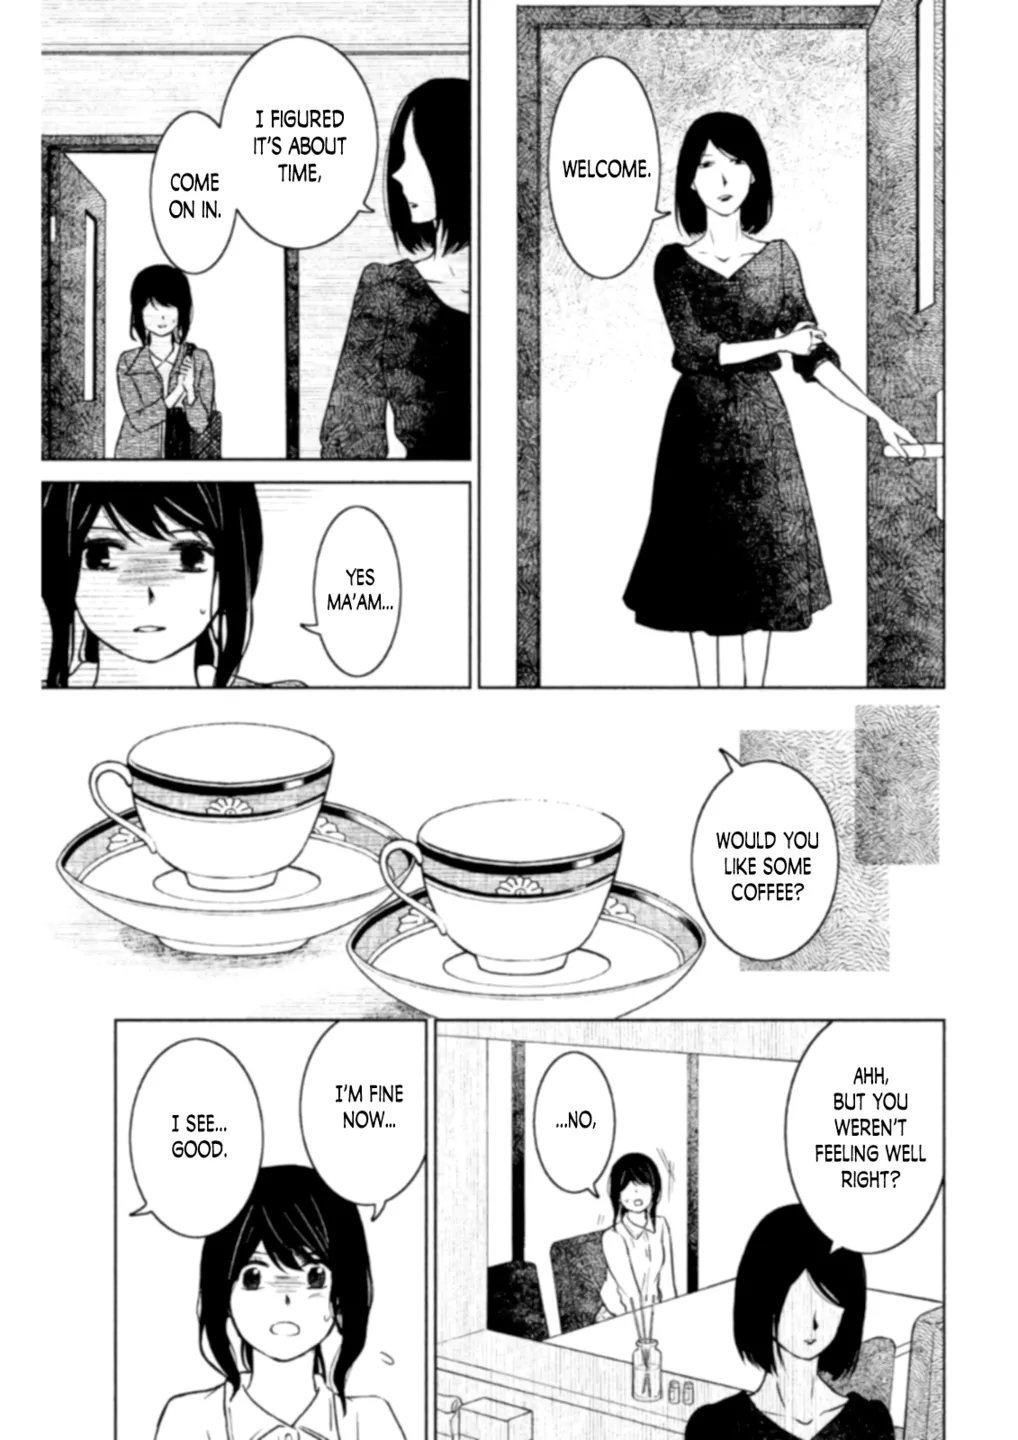 WELCOME.
I FIGURED
IT'S ABOUT
TIME,
COME
ON IN.
YES
MA'AM...
WOULD YOU
LIKE SOME
COFFEE?
AHH,
BUT YOU
WEREN'T
FEELING WELL
RIGHT?
...NO,
I'M FINE
NOW...
I SEE...
GOOD.